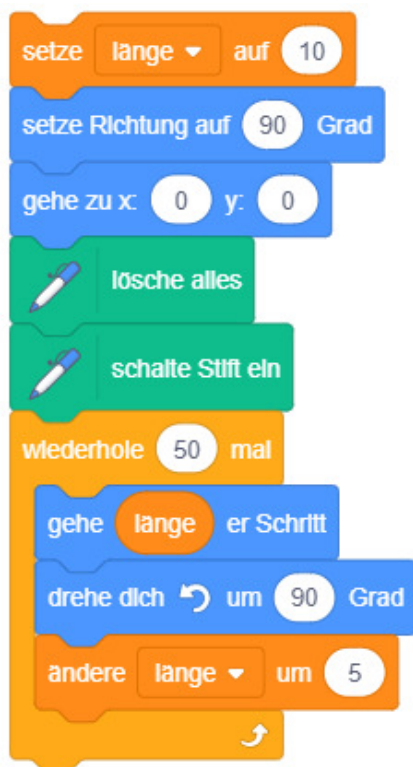 setze länge auf 10
setze Richtung auf 90 Grad
gehe zu x: 0 y: 0
lösche alles
schalte Stift ein
wiederhole 50 mal
gehe länge er Schritt
drehe dich um 90 Grad
ändere länge um 5